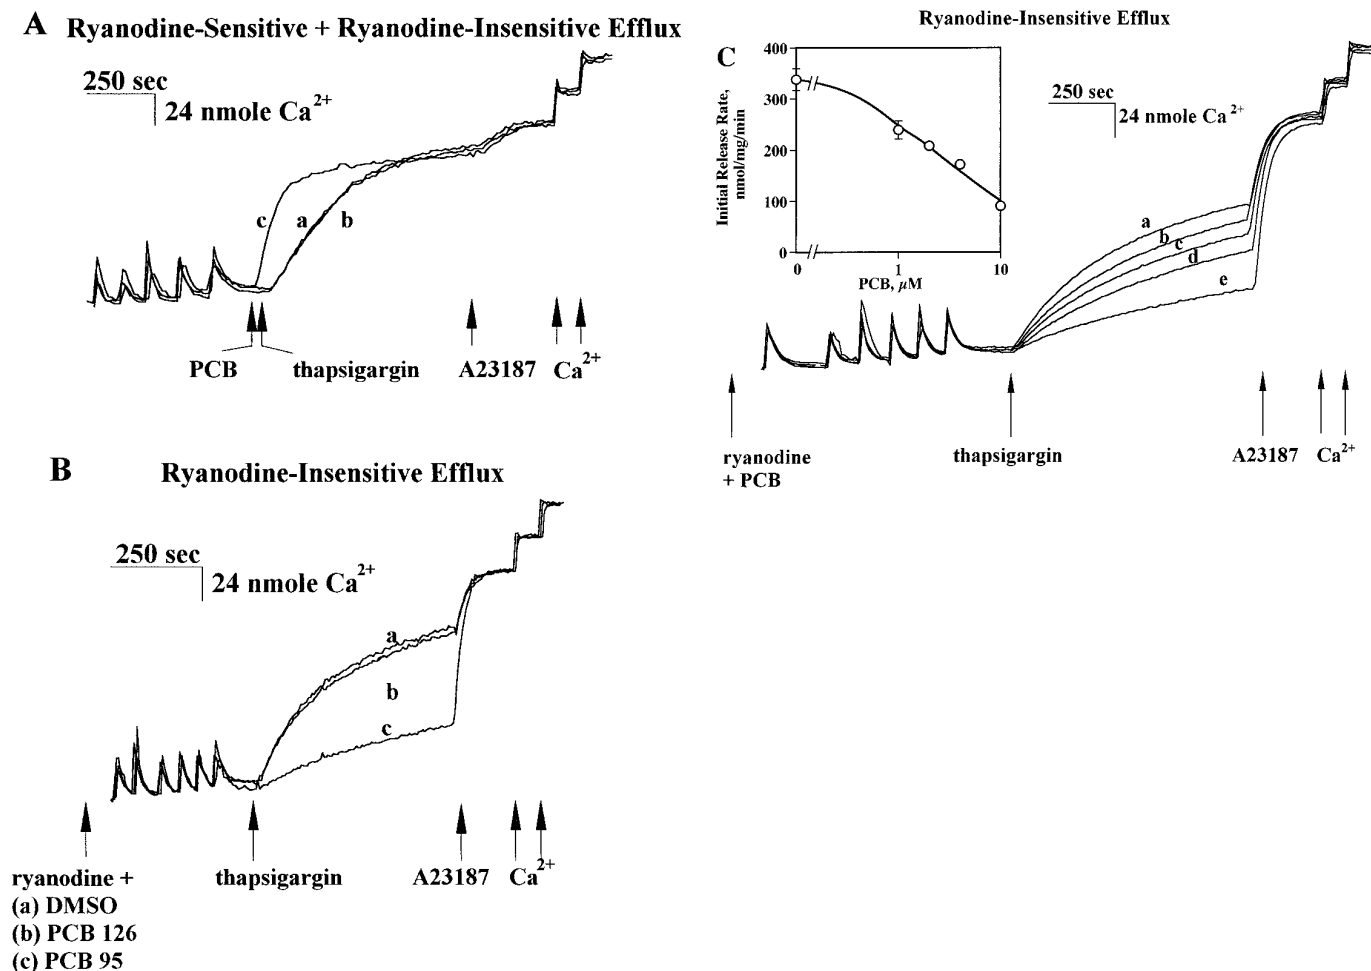 A Ryanodine-Sensitive + Ryanodine-Insensitive Efflux
250 sec
24 nmole Ca2+
c
a
b
PCB
thapsigargin
A23187
Ca2+
B Ryanodine-Insensitive Efflux
250 sec
24 nmole Ca2+
a
b
c
ryanodine +
thapsigargin
A23187
Ca2+
(a) DMSO
(b) PCB 126
(c) PCB 95
Ryanodine-Insensitive Efflux
C
Initial Release Rate,
nmol/mg/min
400
300
200
100
0
0
1
10
PCB, μM
250 sec
24 nmole Ca2+
a
b
c
d
e
ryanodine
+ PCB
thapsigargin
A23187
Ca2+